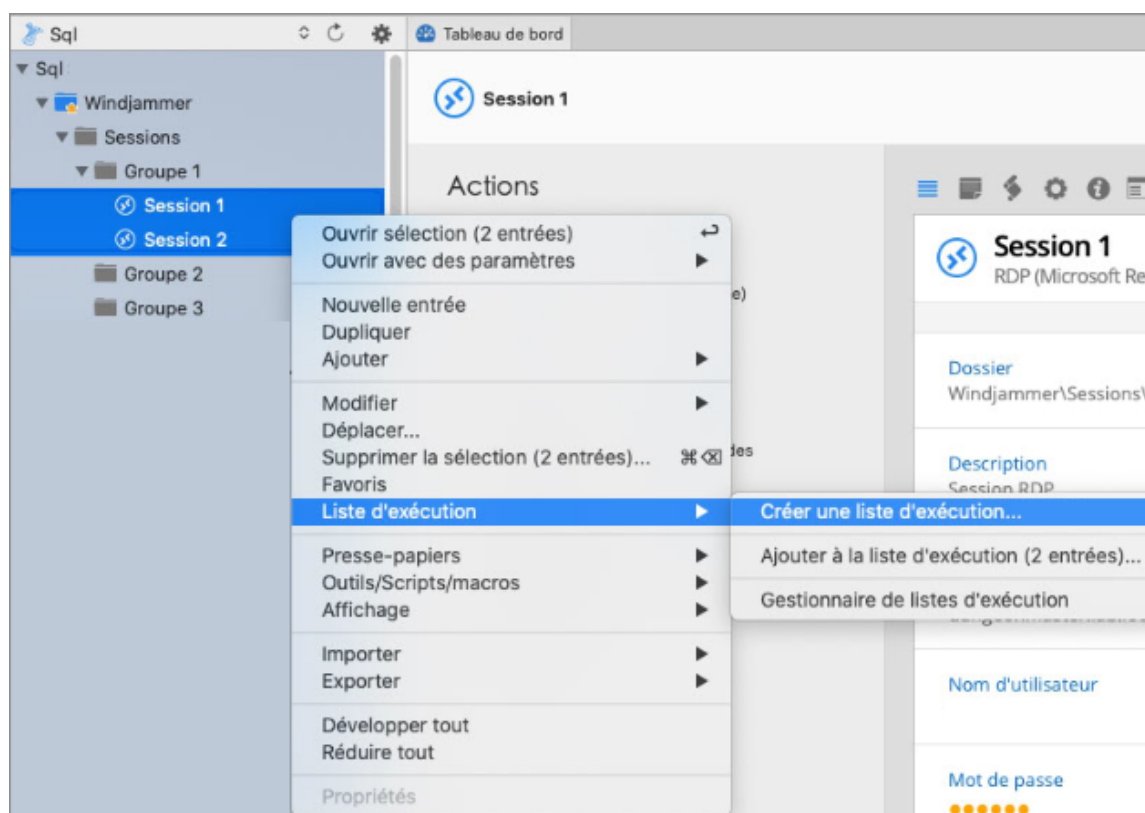 Sql
Tableau de bord
Sql
Windjammer
Sessions
Groupe 1
Session 1
Session 2
Groupe 2
Groupe 3
Session 1
Actions
e)
des
Ouvrir sélection (2 entrées)
Ouvrir avec des paramètres
Nouvelle entrée
Dupliquer
Ajouter
Modifier
Déplacer...
Supprimer la sélection (2 entrées)... ⌘⌫
Favoris
Liste d'exécution
Presse-papiers
Outils/Scripts/macros
Affichage
Importer
Exporter
Développer tout
Réduire tout
Propriétés
Créer une liste d'exécution...
Ajouter à la liste d'exécution (2 entrées)...
Gestionnaire de listes d'exécution
Session 1
RDP (Microsoft Re
Dossier
Windjammer\Sessions\
Description
Session RDP
Nom d'utilisateur
Mot de passe